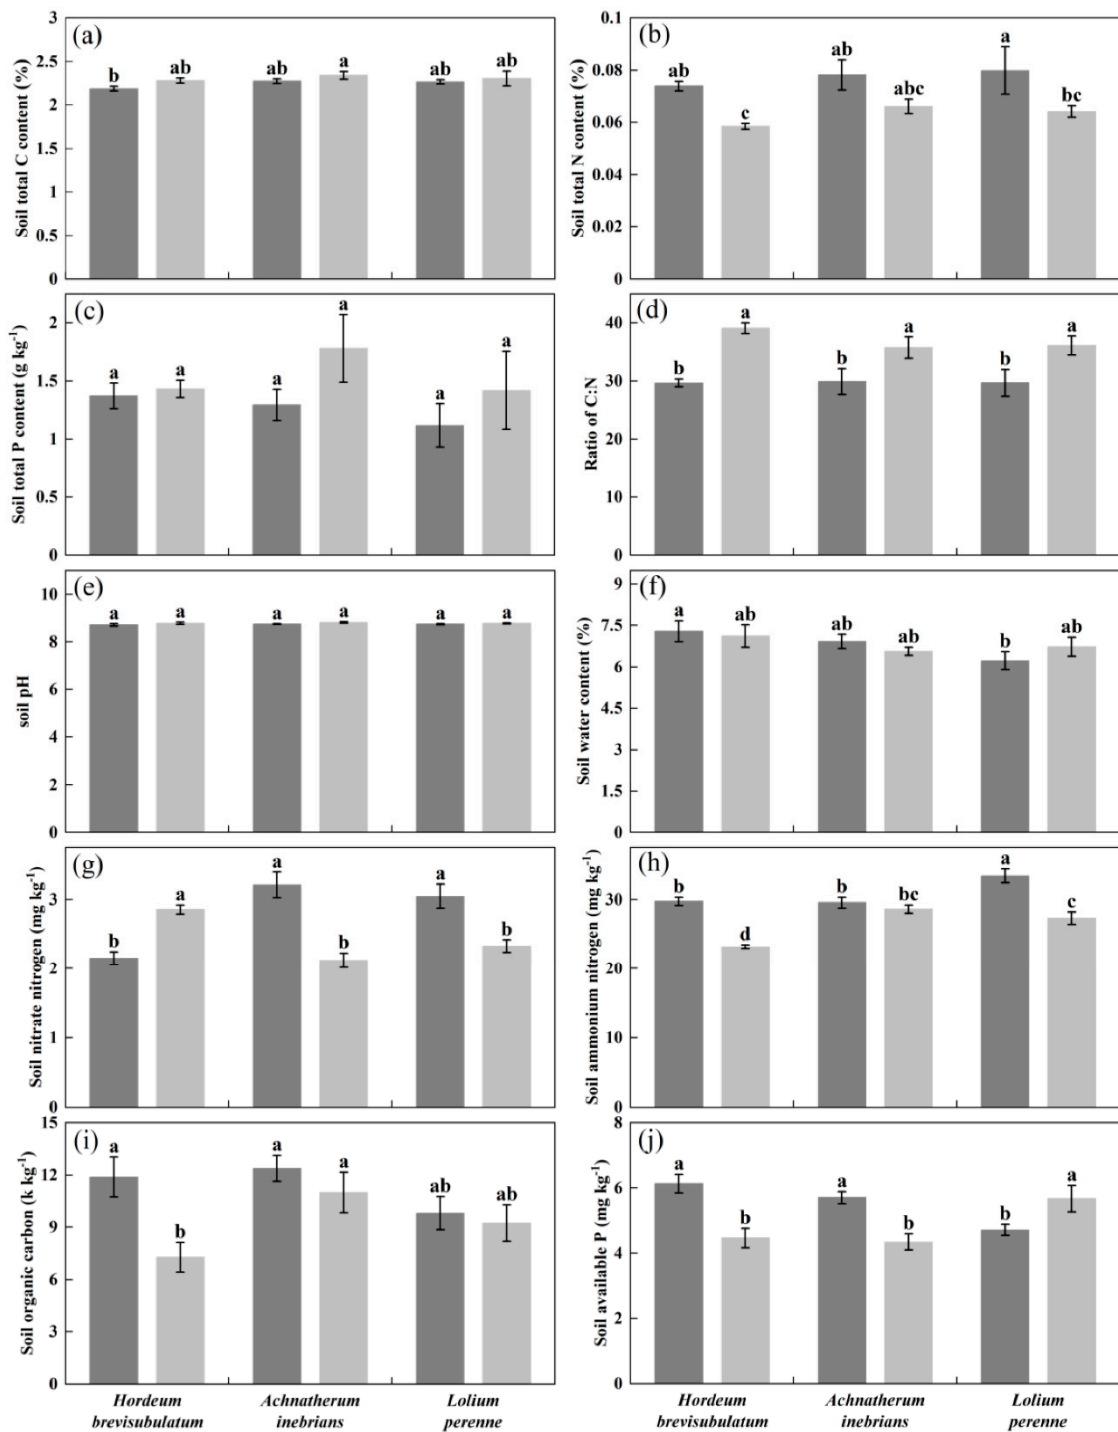 (a)
Soil total C content (%)
3
2.5
2
1.5
1
0.5
0
b
ab
ab
a
ab
ab
(b)
Soil total N content (%)
0.1
0.08
0.06
0.04
0.02
0
ab
c
ab
abc
a
bc
(c)
Soil total P content (g kg⁻¹)
2
1.5
1
0.5
0
a
a
a
a
a
a
(d)
Ratio of C:N
40
30
20
10
0
b
a
b
a
b
a
(e)
soil pH
10
8
6
4
2
0
a
a
a
a
a
a
(f)
Soil water content (%)
9
7.5
6
4.5
3
1.5
0
a
ab
ab
ab
b
ab
(g)
Soil nitrate nitrogen (mg kg⁻¹)
3
2
1
0
b
a
a
b
a
b
(h)
Soil ammonium nitrogen (mg kg⁻¹)
30
20
10
0
b
d
b
bc
a
c
(i)
Soil organic carbon (k kg⁻¹)
15
12
9
6
3
0
a
b
a
a
ab
ab
Hordeum
brevisubulatum
Achnatherum
inebrians
Lolium
perenne
(j)
Soil available P (mg kg⁻¹)
8
6
4
2
0
a
b
a
b
b
a
Hordeum
brevisubulatum
Achnatherum
inebrians
Lolium
perenne